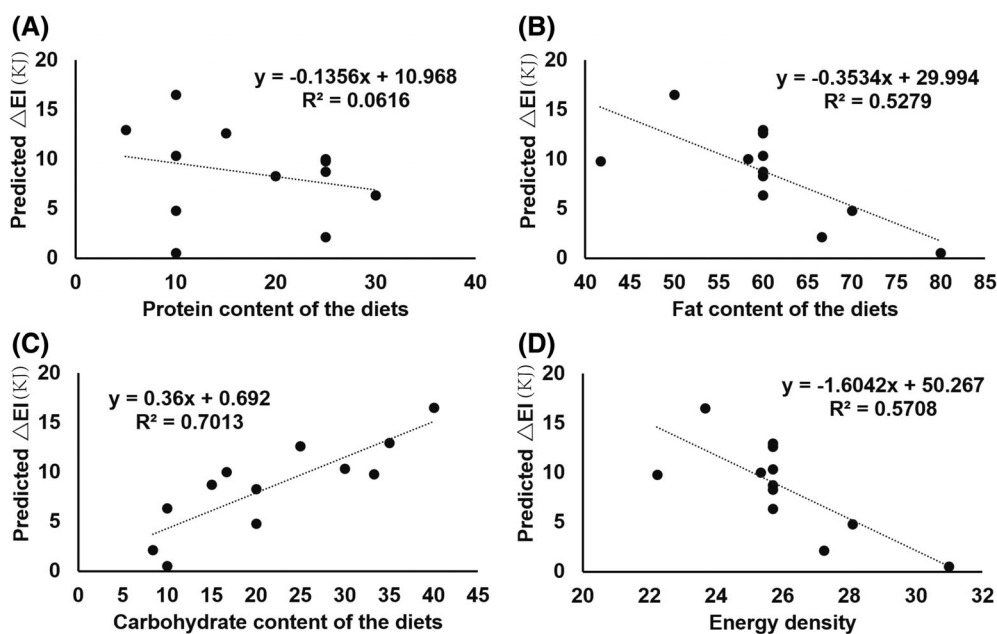 (A)
Predicted △EI(KJ)
20
15
10
5
0
y = -0.1356x + 10.968
R² = 0.0616
0 10 20 30 40
Protein content of the diets
(B)
Predicted △EI(KJ)
20
15
10
5
0
y = -0.3534x + 29.994
R² = 0.5279
40 45 50 55 60 65 70 75 80 85
Fat content of the diets
(C)
Predicted △EI(KJ)
20
15
10
5
0
y = 0.36x + 0.692
R² = 0.7013
0 5 10 15 20 25 30 35 40 45
Carbohydrate content of the diets
(D)
Predicted △EI(KJ)
20
15
10
5
0
y = -1.6042x + 50.267
R² = 0.5708
20 22 24 26 28 30 32
Energy density